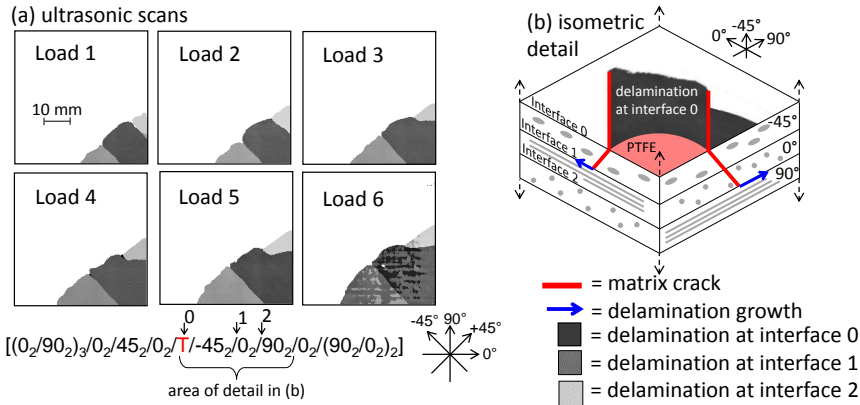 (a) ultrasonic scans
Load 1
Load 2
Load 3
10 mm
Load 4
Load 5
Load 6
0
1 2
[(0₂/90₂)₃/0₂/45₂/0₂/T/-45₂/0₂/90₂/0₂/(90₂/0₂)₂]
area of detail in (b)
-45° 90° +45°
0°
(b) isometric
detail
0° -45° 90°
delamination
at interface 0
Interface 0
Interface 1
Interface 2
PTFE
-45°
0°
90°
= matrix crack
= delamination growth
= delamination at interface 0
= delamination at interface 1
= delamination at interface 2